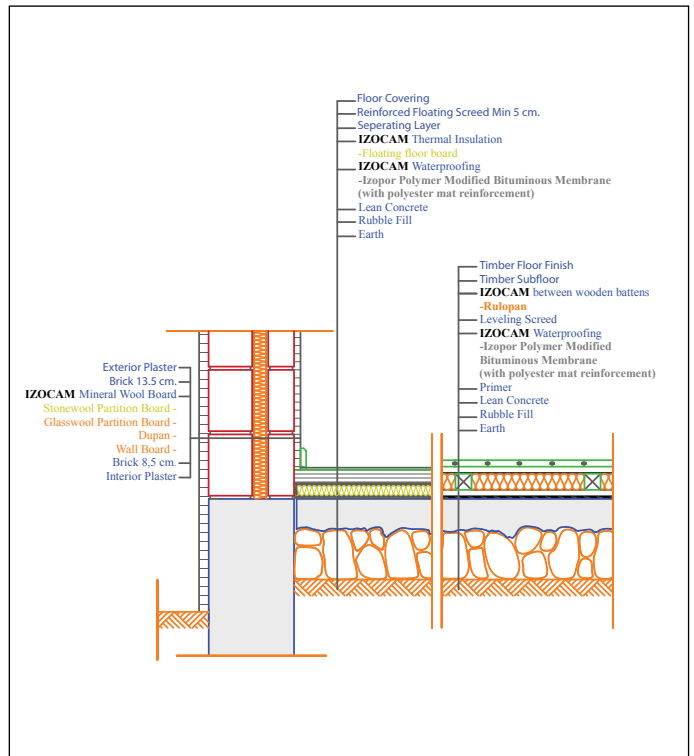 Floor Covering
Reinforced Floating Screed Min 5 cm.
Seperating Layer
IZOCAM Thermal Insulation
-Floating floor board
IZOCAM Waterproofing
-Izopor Polymer Modified Bituminous Membrane
(with polyester mat reinforcement)
Lean Concrete
Rubble Fill
Earth
Timber Floor Finish
Timber Subfloor
IZOCAM between wooden battens
-Rulopan
Leveling Screed
IZOCAM Waterproofing
-Izopor Polymer Modified
Bituminous Membrane
(with polyester mat reinforcement)
Primer
Lean Concrete
Rubble Fill
Earth
Exterior Plaster
Brick 13.5 cm.
IZOCAM Mineral Wool Board
Stonewool Partition Board -
Glasswool Partition Board -
Dupan -
Wall Board -
Brick 8,5 cm.
Interior Plaster